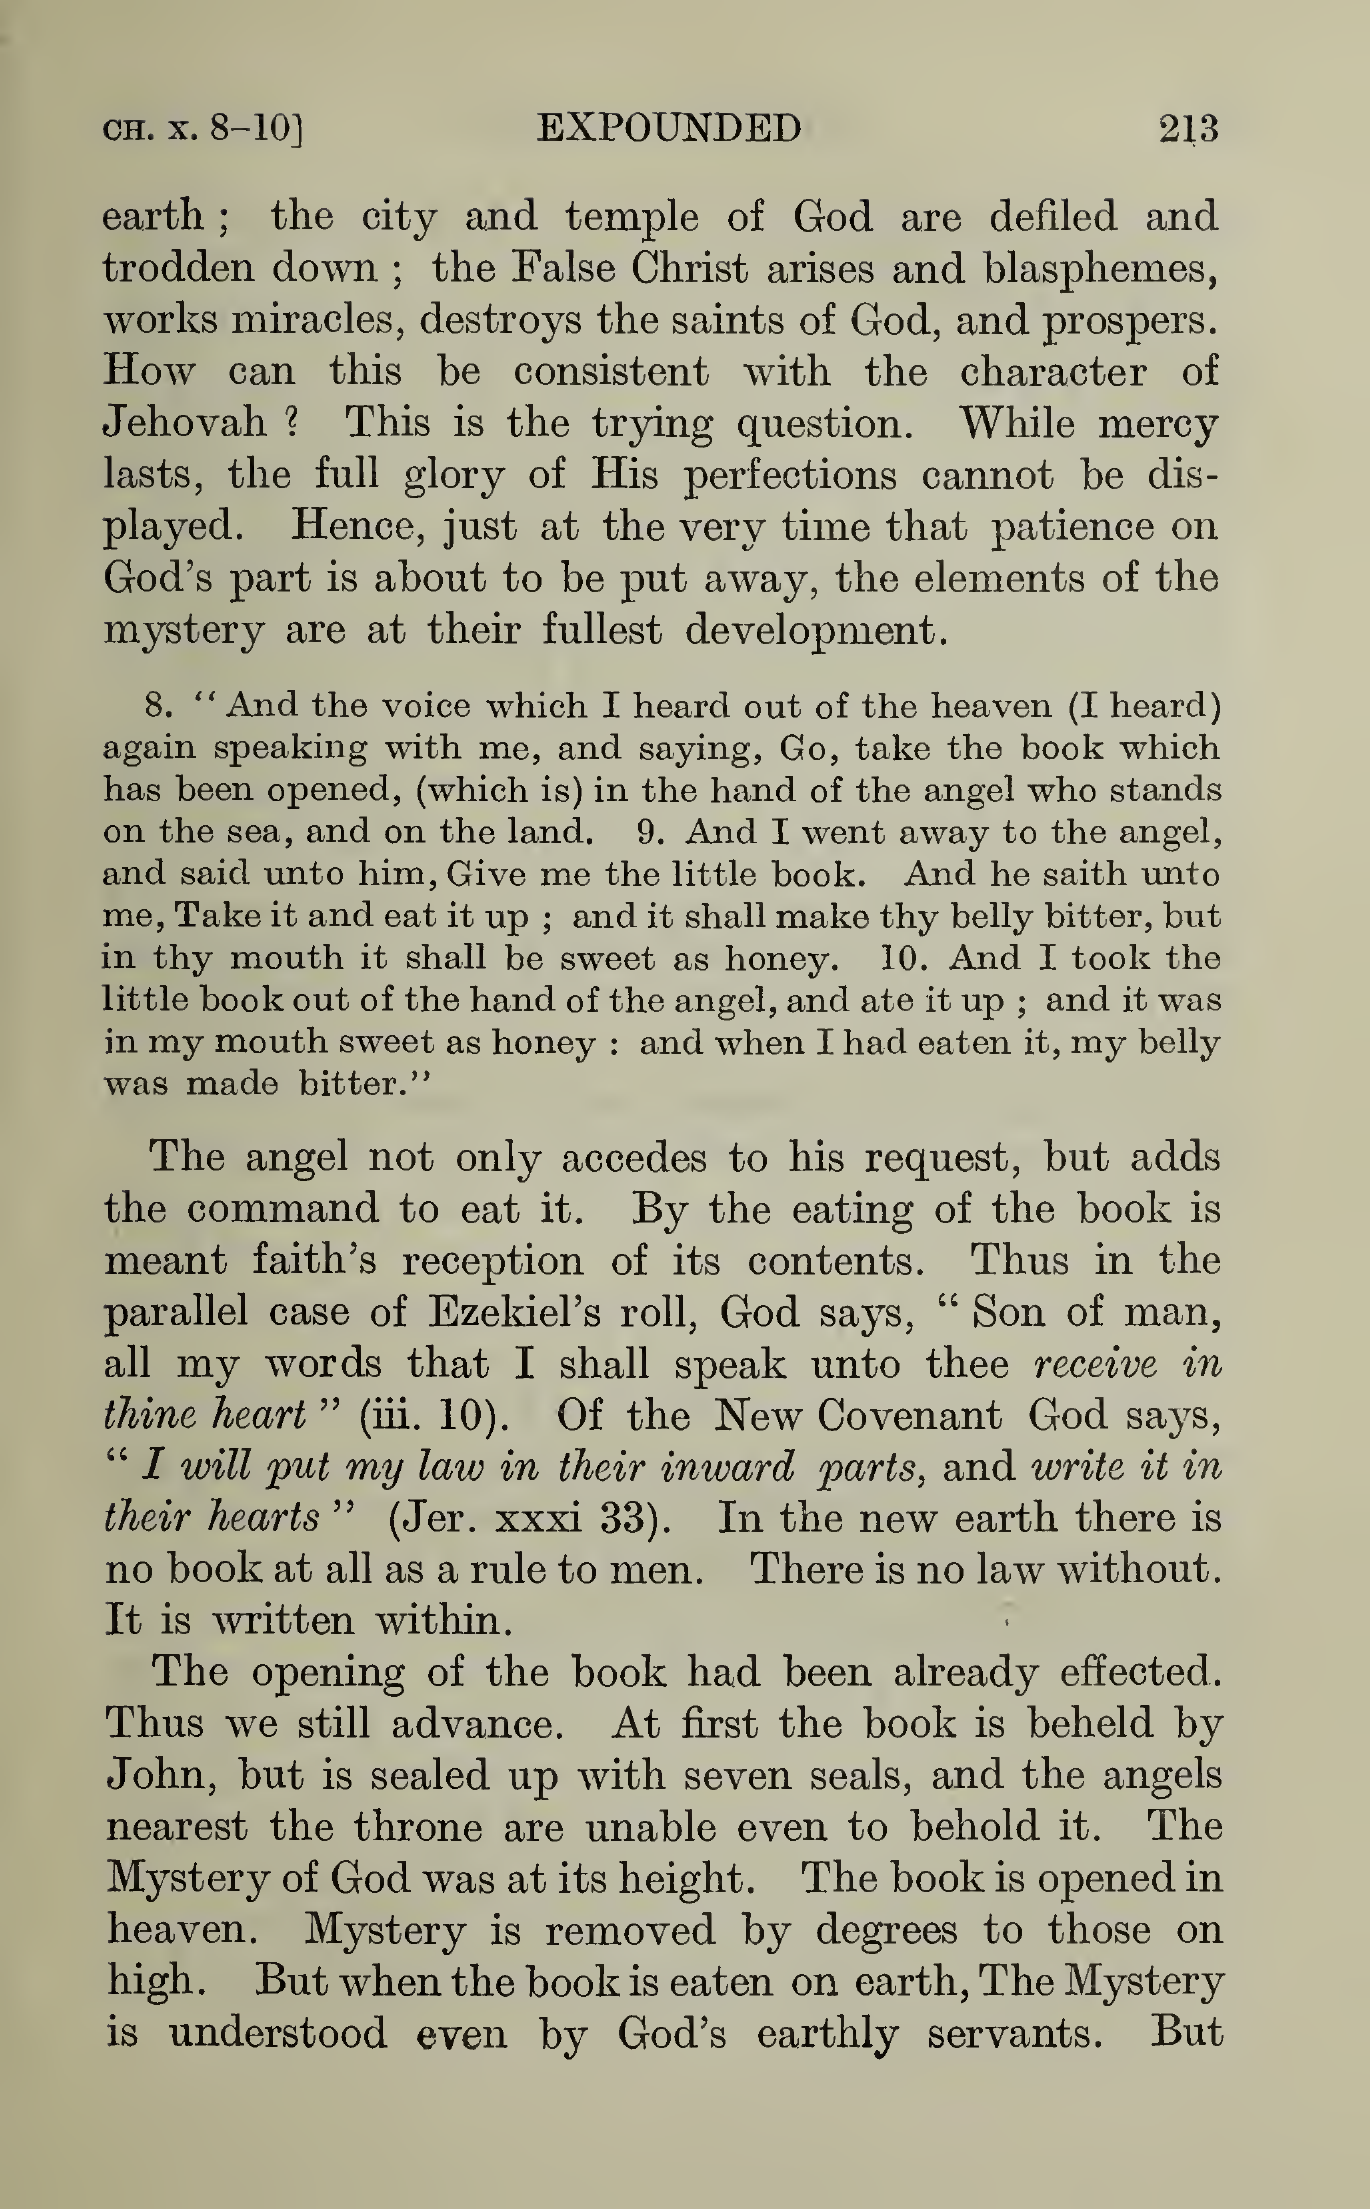 CH. X. 8–10] EXPOUNDED 213
earth ; the city and temple of God are defiled and
trodden down ; the False Christ arises and blasphemes,
works miracles, destroys the saints of God, and prospers.
How can this be consistent with the character of
Jehovah ? This is the trying question. While mercy
lasts, the full glory of His perfections cannot be dis-
played. Hence, just at the very time that patience on
God’s part is about to be put away, the elements of the
mystery are at their fullest development.
8. “ And the voice which I heard out of the heaven (I heard)
again speaking with me, and saying, Go, take the book which
has been opened, (which is) in the hand of the angel who stands
on the sea, and on the land. 9. And I went away to the angel,
and said unto him, Give me the little book. And he saith unto
me, Take it and eat it up ; and it shall make thy belly bitter, but
in thy mouth it shall be sweet as honey. 10. And I took the
little book out of the hand of the angel, and ate it up ; and it was
in my mouth sweet as honey : and when I had eaten it, my belly
was made bitter.”
The angel not only accedes to his request, but adds
the command to eat it. By the eating of the book is
meant faith’s reception of its contents. Thus in the
parallel case of Ezekiel’s roll, God says, “ Son of man,
all my words that I shall speak unto thee receive in
thine heart ” (iii. 10). Of the New Covenant God says,
“ I will put my law in their inward parts, and write it in
their hearts ” (Jer. xxxi 33). In the new earth there is
no book at all as a rule to men. There is no law without.
It is written within.
The opening of the book had been already effected.
Thus we still advance. At first the book is beheld by
John, but is sealed up with seven seals, and the angels
nearest the throne are unable even to behold it. The
Mystery of God was at its height. The book is opened in
heaven. Mystery is removed by degrees to those on
high. But when the book is eaten on earth, The Mystery
is understood even by God’s earthly servants. But